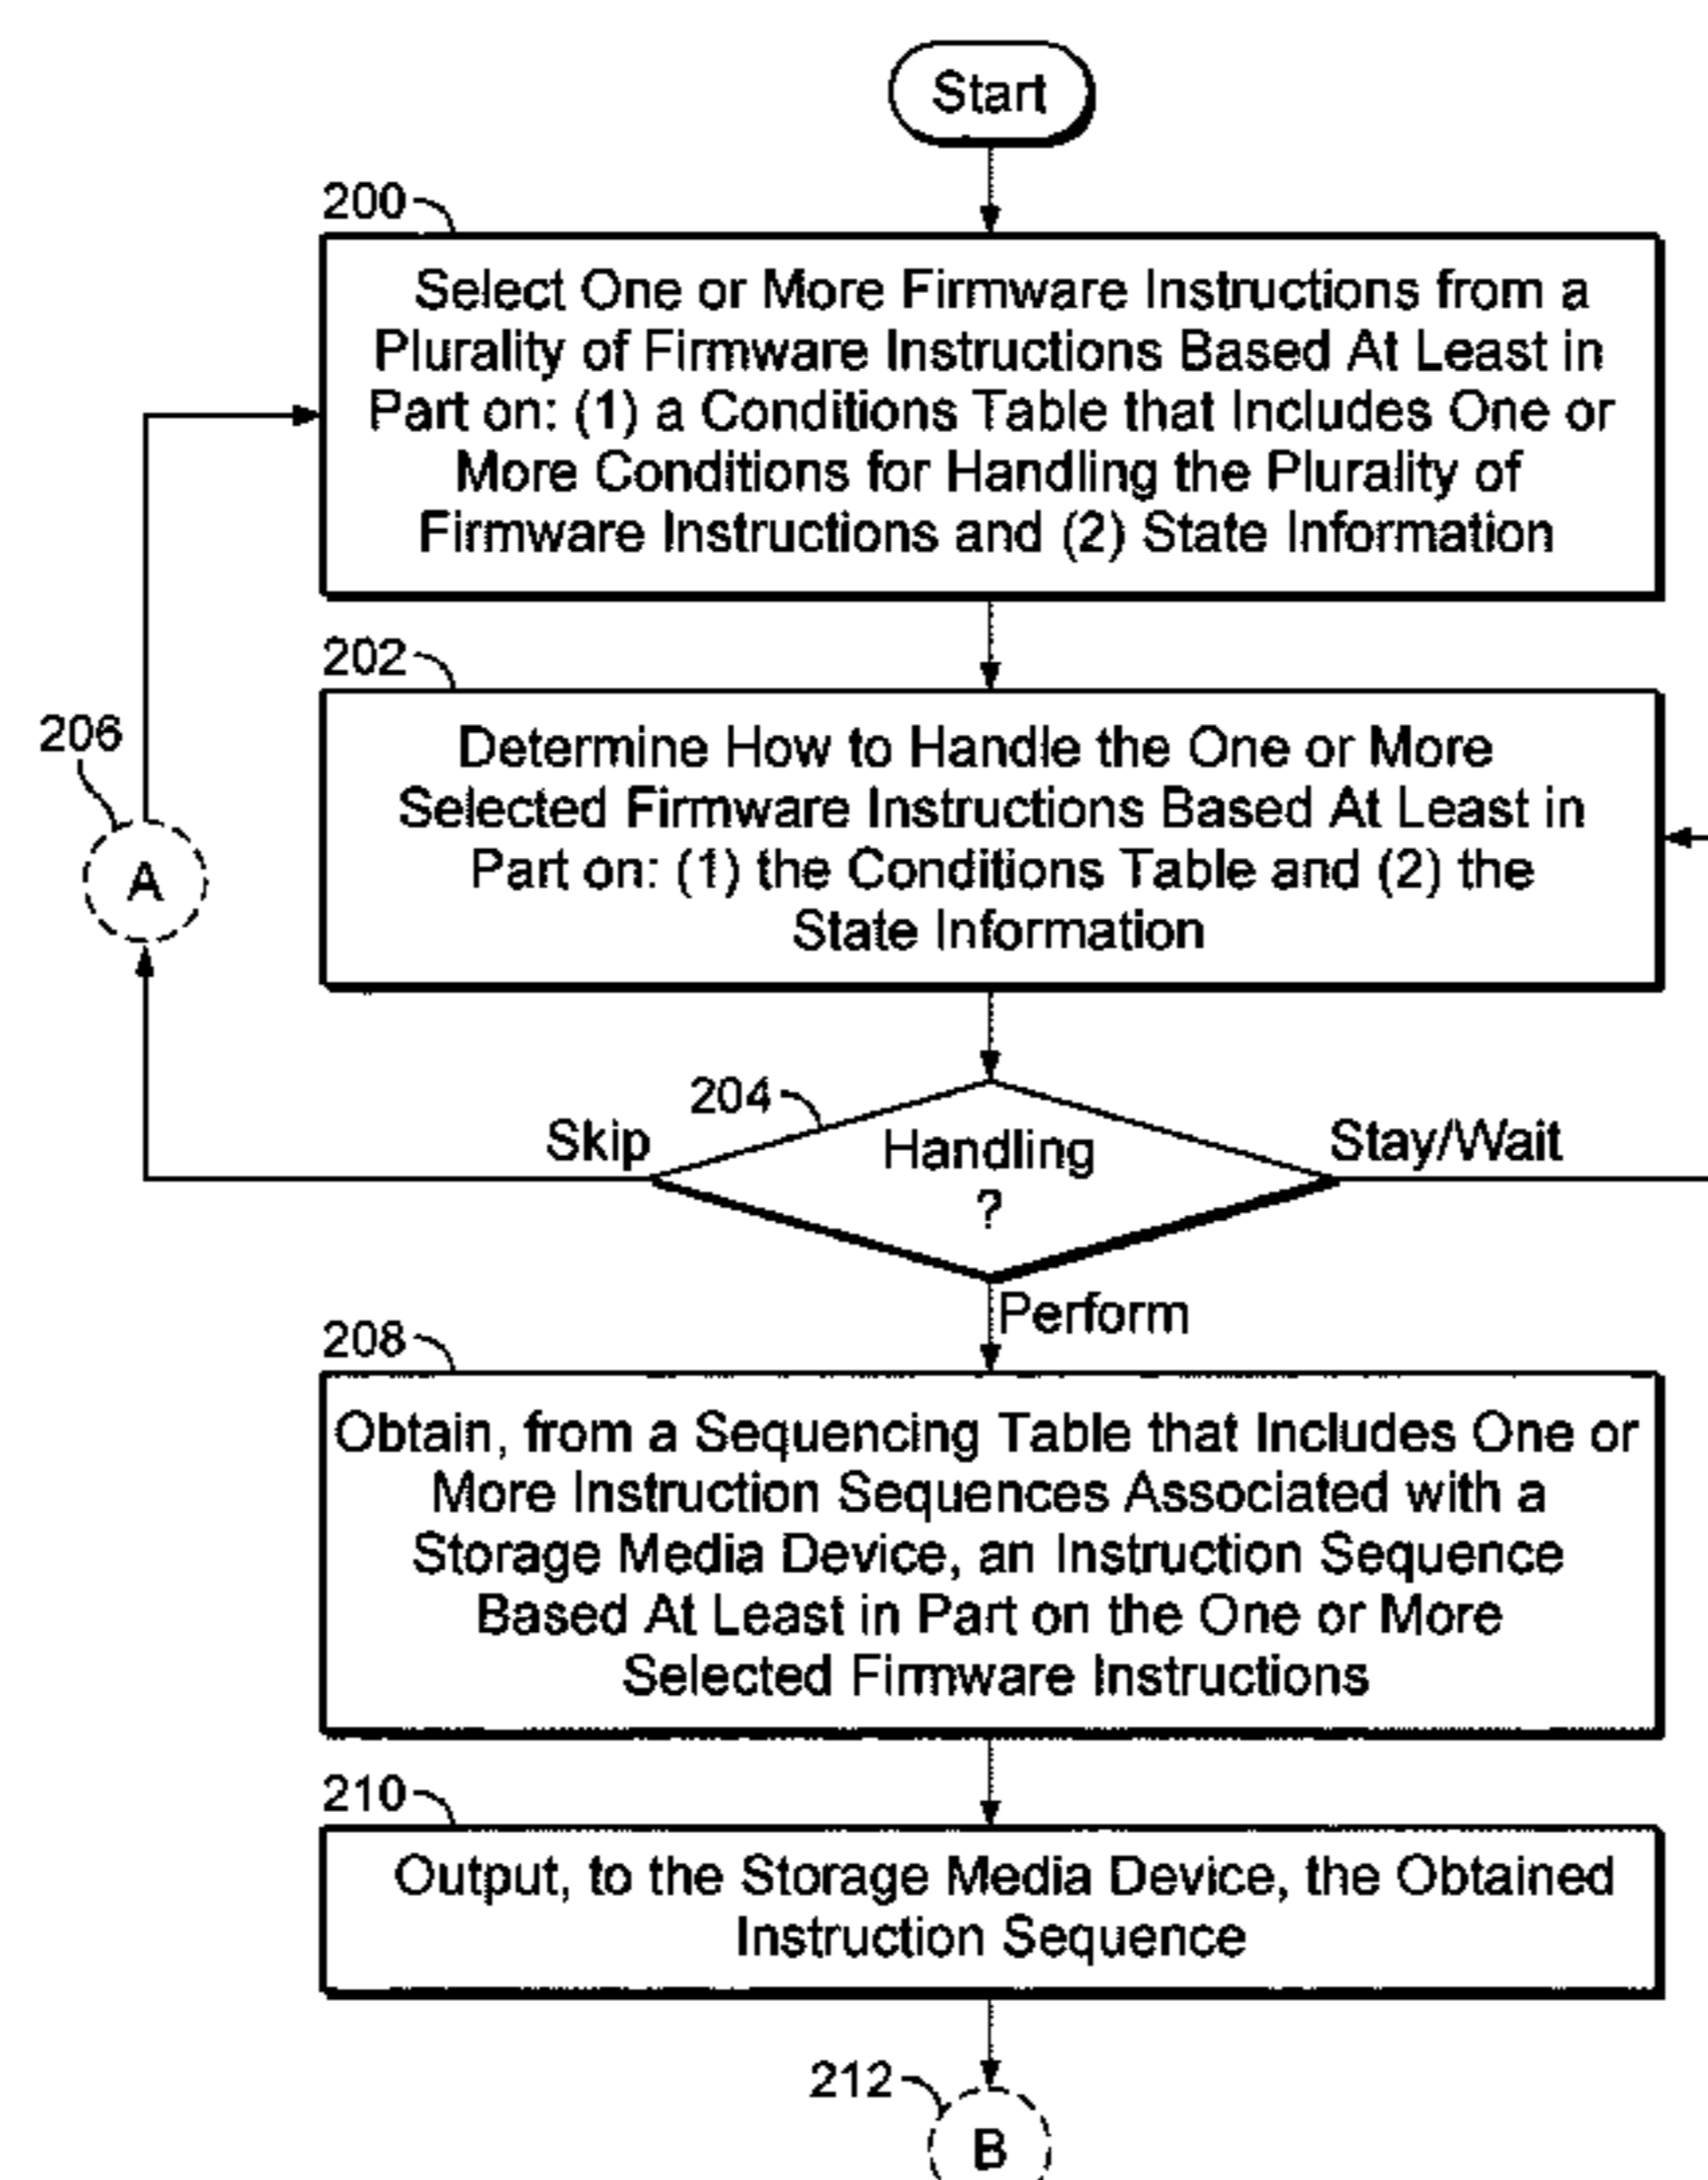 Start
200
Select One or More Firmware Instructions from a
Plurality of Firmware Instructions Based At Least in
Part on: (1) a Conditions Table that Includes One or
More Conditions for Handling the Plurality of
Firmware Instructions and (2) State Information
202
206
Determine How to Handle the One or More
Selected Firmware Instructions Based At Least in
Part on: (1) the Conditions Table and (2) the
State Information
A
204
Skip
Handling
?
Stay/Wait
Perform
208
Obtain, from a Sequencing Table that Includes One or
More Instruction Sequences Associated with a
Storage Media Device, an Instruction Sequence
Based At Least in Part on the One or More
Selected Firmware Instructions
210
Output, to the Storage Media Device, the Obtained
Instruction Sequence
212
B